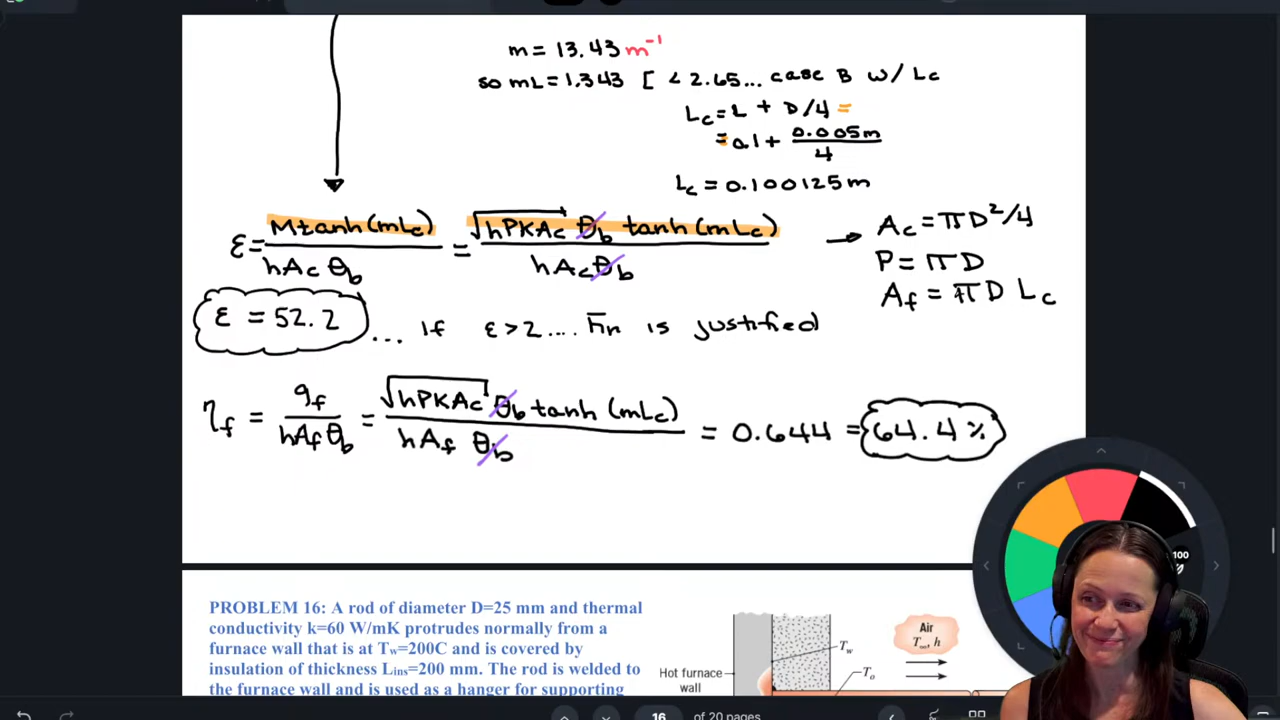 m = 13.43 m⁻¹
so mL = 1.343 [ < 2.65... case B w/ Lc
Lc = L + D/4 =
= 0.1 + 0.005m / 4
Lc = 0.100125 m
ε = Mtanh(mLc) / hAc θb = √hPKAc θb tanh(mLc) / hAc θb
→ Ac = πD²/4
P = πD
Af = πD Lc
ε = 52.2 ... If ε > 2 .... fin is justified
ηf = qf / hAf θb = √hPKAc θb tanh (mLc) / hAf θb = 0.644 = 64.4%
100
PROBLEM 16: A rod of diameter D=25 mm and thermal
conductivity k=60 W/mK protrudes normally from a
furnace wall that is at Tw=200C and is covered by
insulation of thickness Lins=200 mm. The rod is welded to
the furnace wall and is used as a hanger for supporting
Air
T∞, h
Tw
To
Hot furnace
wall
16 of 20 pages